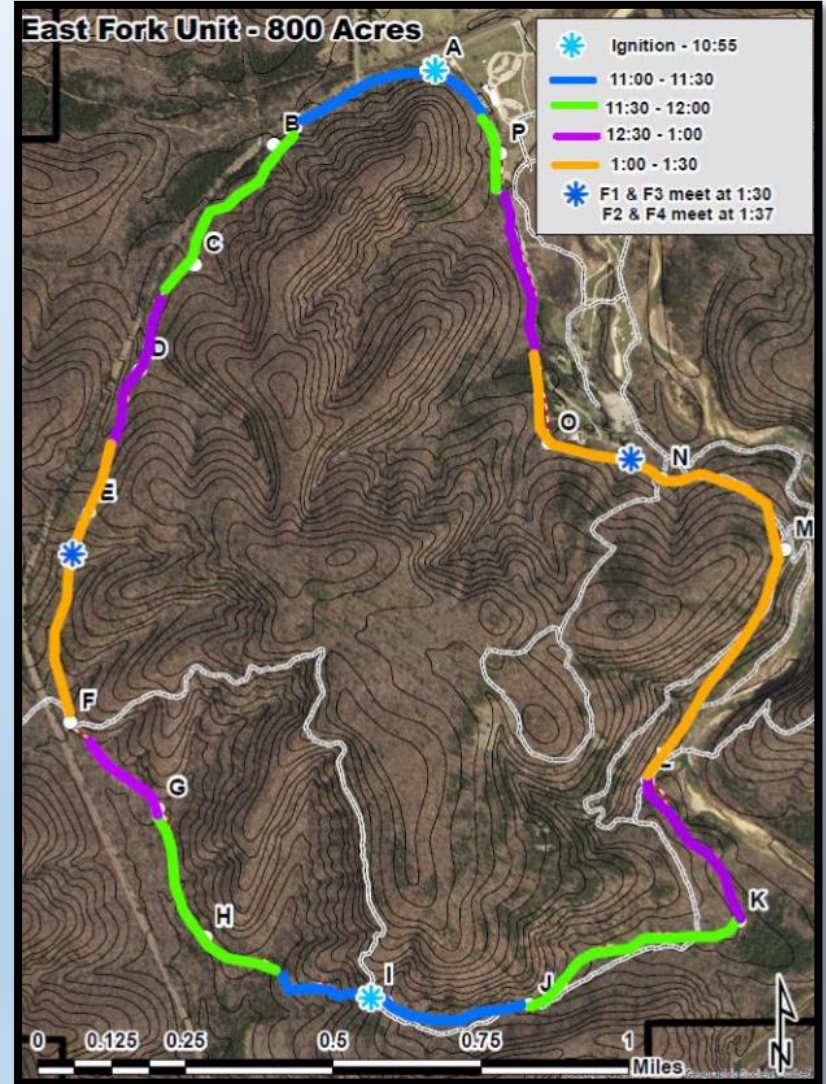 East Fork Unit - 800 Acres
Ignition - 10:55
11:00 - 11:30
11:30 - 12:00
12:30 - 1:00
1:00 - 1:30
F1 & F3 meet at 1:30
F2 & F4 meet at 1:37
A
B
P
C
D
O
N
E
M
F
L
G
K
H
I
J
0 0.125 0.25 0.5 0.75 1
Miles
N